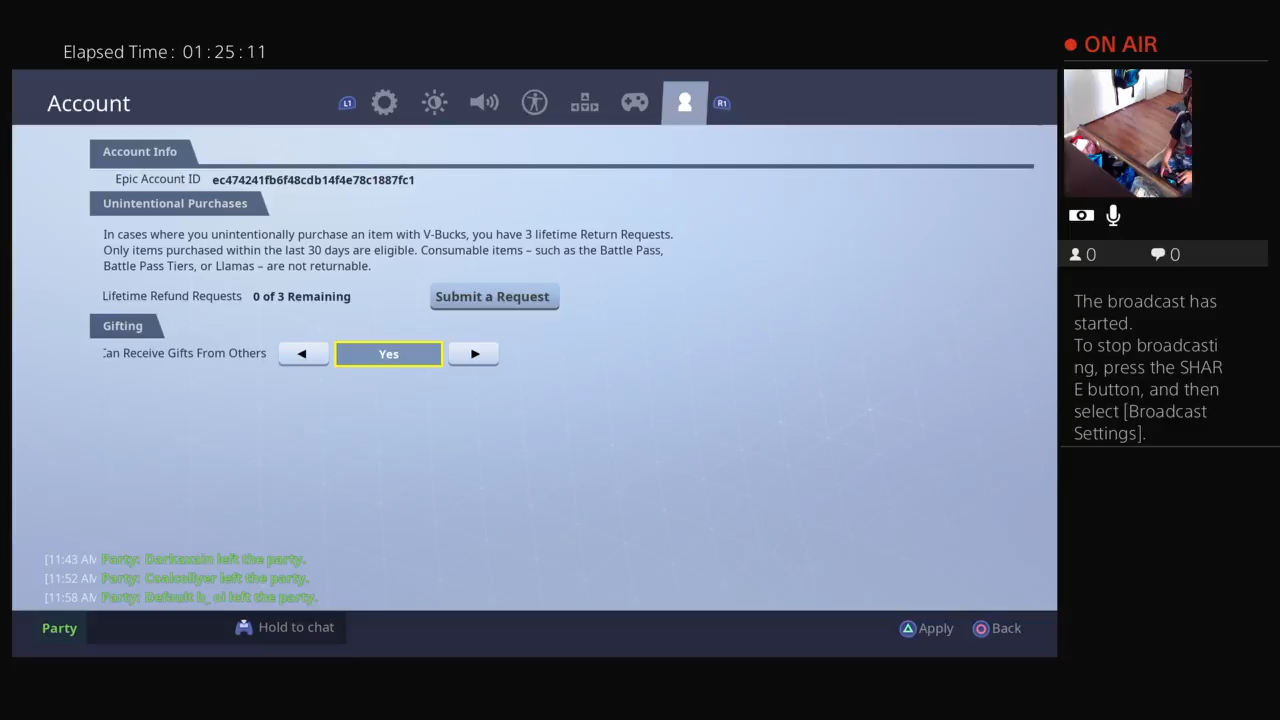 Elapsed Time: 01:25:11
ON AIR
Account
L1
R1
Account Info
Epic Account ID ec474241fb6f48cdb14f4e78c1887fc1
Unintentional Purchases
In cases where you unintentionally purchase an item with V-Bucks, you have 3 lifetime Return Requests.
Only items purchased within the last 30 days are eligible. Consumable items – such as the Battle Pass,
Battle Pass Tiers, or Llamas – are not returnable.
Lifetime Refund Requests 0 of 3 Remaining
Submit a Request
Gifting
Can Receive Gifts From Others
Yes
[11:43 AM Party: Darkaxain left the party.
[11:52 AM Party: Coalcollyer left the party.
[11:58 AM Party: Default b_oi left the party.
Party
Hold to chat
Apply
Back
0
0
The broadcast has
started.
To stop broadcasti
ng, press the SHAR
E button, and then
select [Broadcast
Settings].